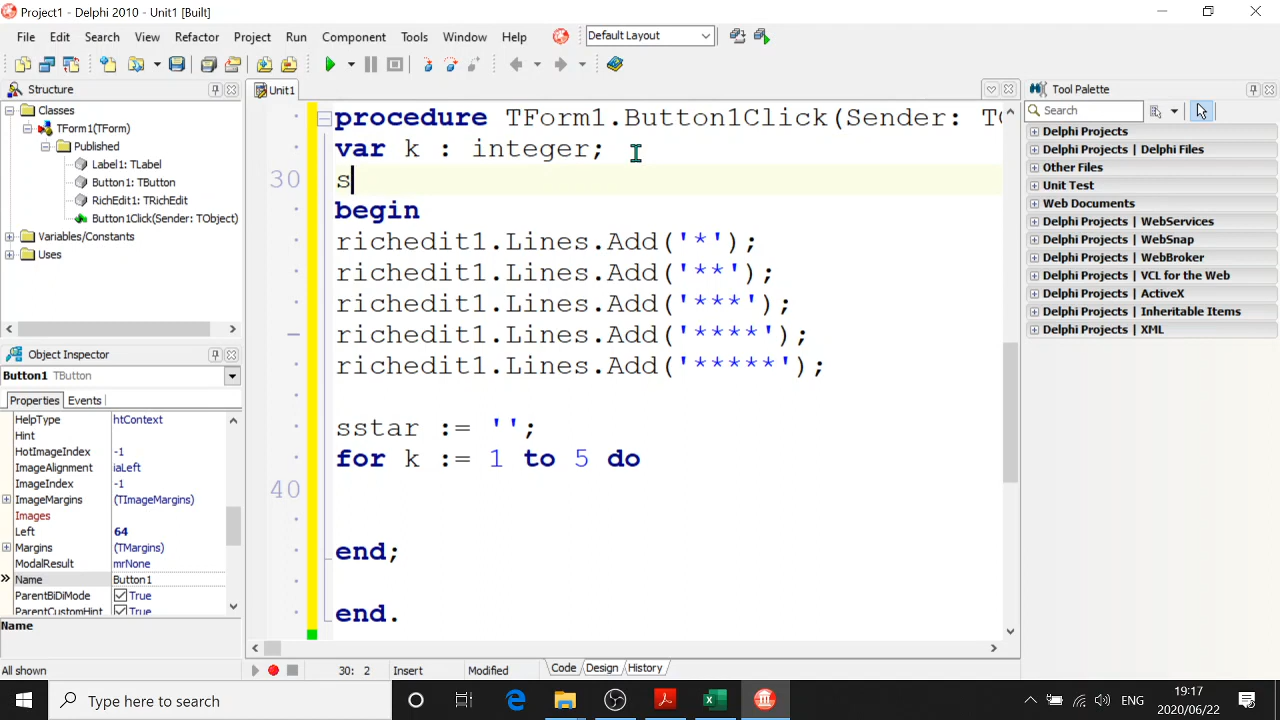 Project1 - Delphi 2010 - Unit1 [Built]
File Edit Search View Refactor Project Run Component Tools Window Help Default Layout
Structure
Classes
TForm1(TForm)
Published
Label1: TLabel
Button1: TButton
RichEdit1: TRichEdit
Button1Click(Sender: TObject)
Variables/Constants
Uses
Object Inspector
Button1 TButton
Properties Events
HelpType htContext
Hint
HotImageIndex -1
ImageAlignment iaLeft
ImageIndex -1
ImageMargins (TImageMargins)
Images
Left 64
Margins (TMargins)
ModalResult mrNone
Name Button1
ParentBiDiMode True
ParentCustomHint True
Name
All shown
Unit1
procedure TForm1.Button1Click(Sender: TO
var k : integer;
30 s
begin
richedit1.Lines.Add('*');
richedit1.Lines.Add('**');
richedit1.Lines.Add('***');
richedit1.Lines.Add('****');
richedit1.Lines.Add('*****');
sstar := '';
for k := 1 to 5 do
40
end;
end.
30: 2 Insert Modified Code Design History
Tool Palette
Search
Delphi Projects
Delphi Projects | Delphi Files
Other Files
Unit Test
Web Documents
Delphi Projects | WebServices
Delphi Projects | WebSnap
Delphi Projects | WebBroker
Delphi Projects | VCL for the Web
Delphi Projects | ActiveX
Delphi Projects | Inheritable Items
Delphi Projects | XML
Type here to search
ENG
19:17
2020/06/22